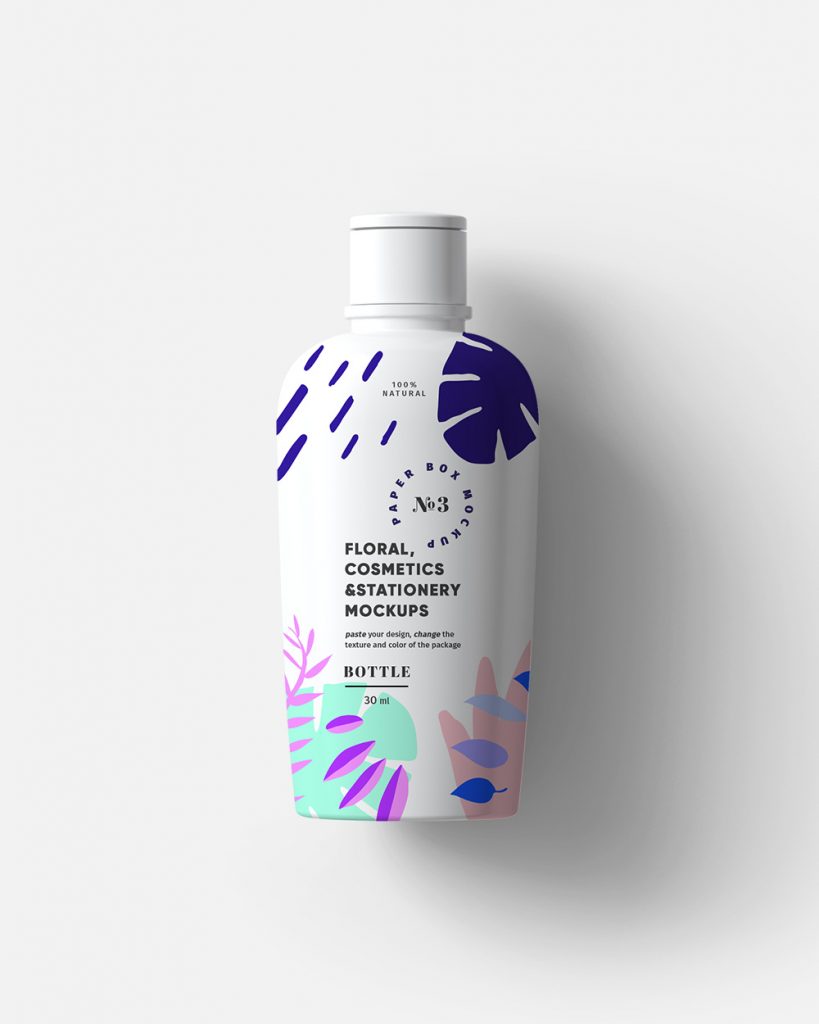 100%
NATURAL
PAPER BOX MOCKUP
№3
FLORAL,
COSMETICS
&STATIONERY
MOCKUPS
paste your design, change the
texture and color of the package
BOTTLE
30 ml